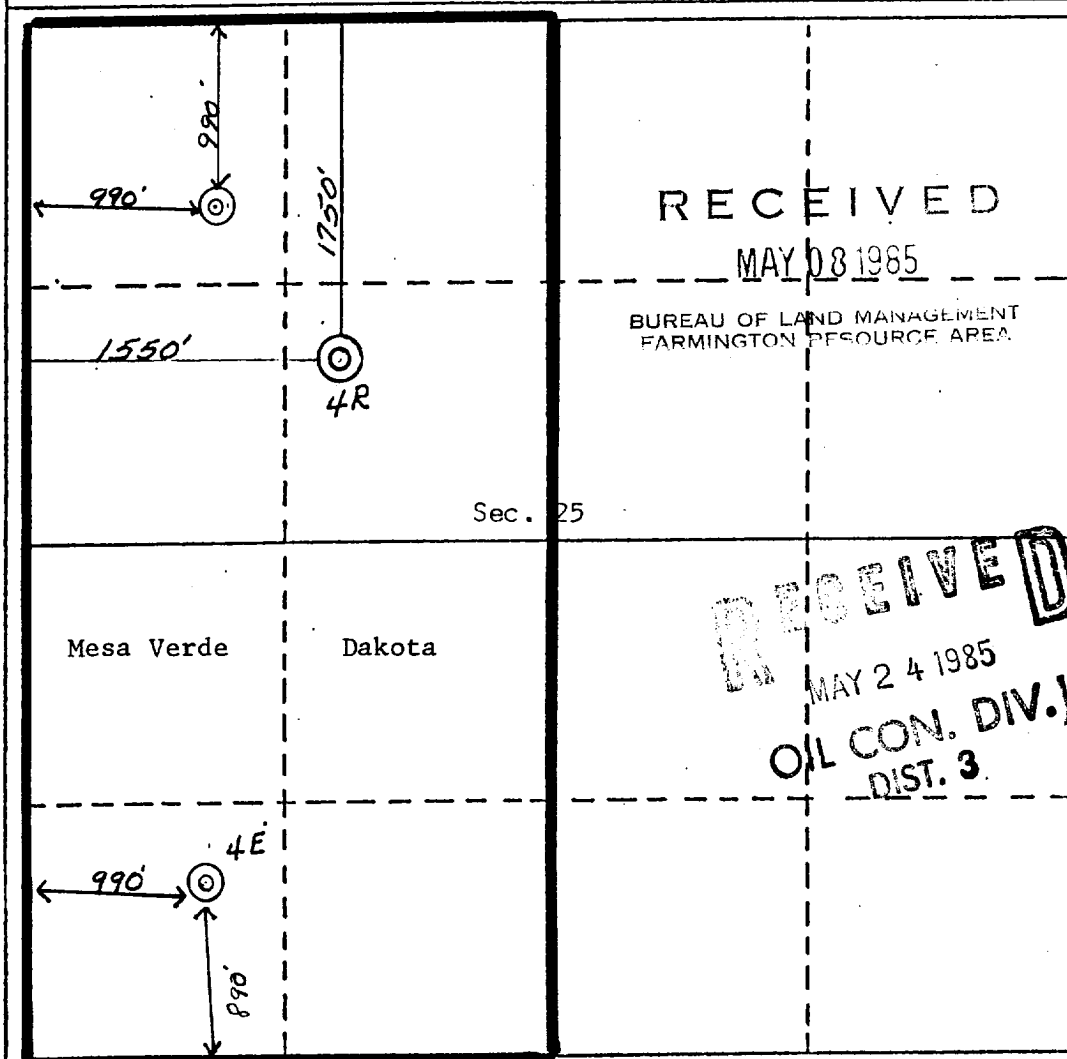 990'
990'
1750'
RECEIVED
MAY 08 1985
BUREAU OF LAND MANAGEMENT
FARMINGTON RESOURCE AREA
1550'
4R
Sec. 25
RECEIVED
MAY 24 1985
OIL CON. DIV.
DIST. 3
Mesa Verde Dakota
4E
990'
890'